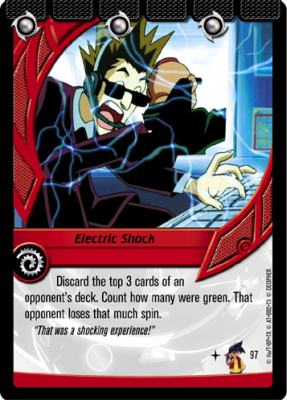 Electric Shock
Discard the top 3 cards of an
opponent's deck. Count how many were green. That
opponent loses that much spin.
"That was a shocking experience!"
97